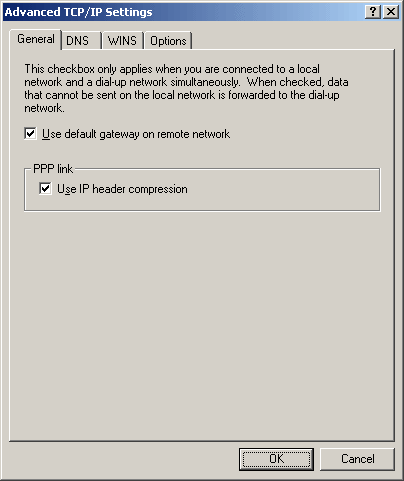 Advanced TCP/IP Settings
General DNS WINS Options
This checkbox only applies when you are connected to a local
network and a dial-up network simultaneously. When checked, data
that cannot be sent on the local network is forwarded to the dial-up
network.
Use default gateway on remote network
PPP link
Use IP header compression
OK Cancel